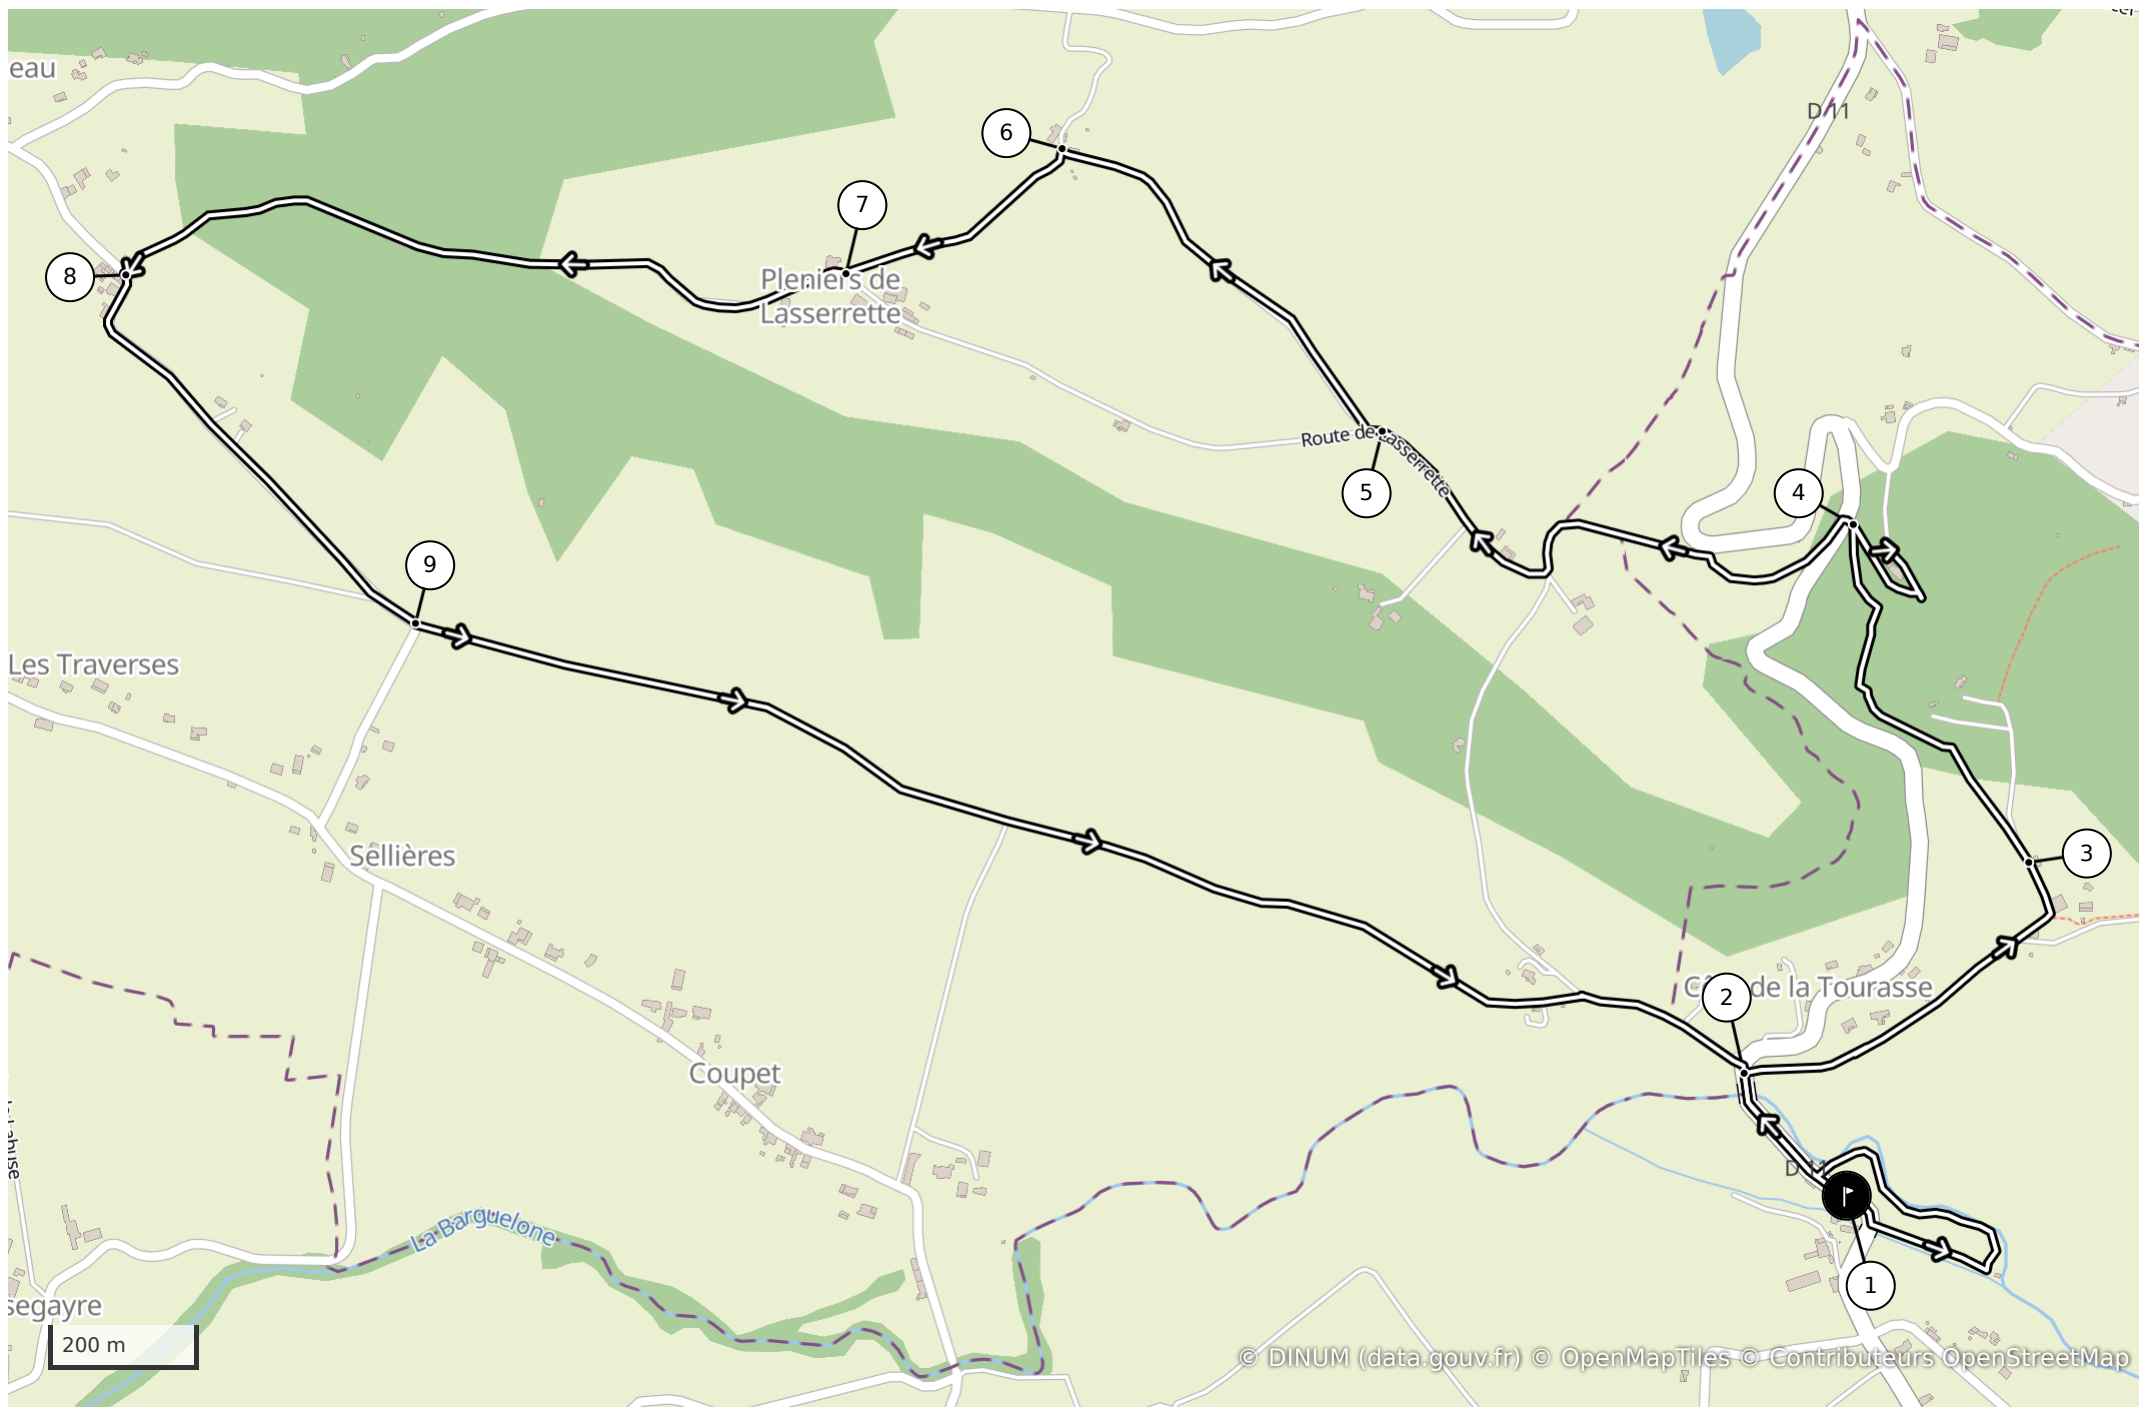 eau
D 11
6
7
8
Pleniers de
Lasserrette
Route de Lasserrette
5
4
9
Les Traverses
3
Sellières
2
de la Tourasse
Coupet
D 11
La Barguelone
1
segayre
200 m
© DINUM (data.gouv.fr) © OpenMapTiles © Contributeurs OpenStreetMap